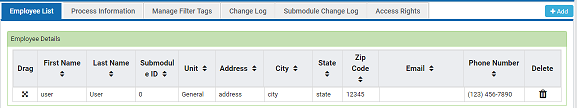 Employee List Process Information Manage Filter Tags Change Log Submodule Change Log Access Rights Add
Employee Details
Drag First Name Last Name Submodul
e ID Unit Address City State Zip
Code Email Phone Number Delete
user User 0 General address city state 12345 (123) 456-7890